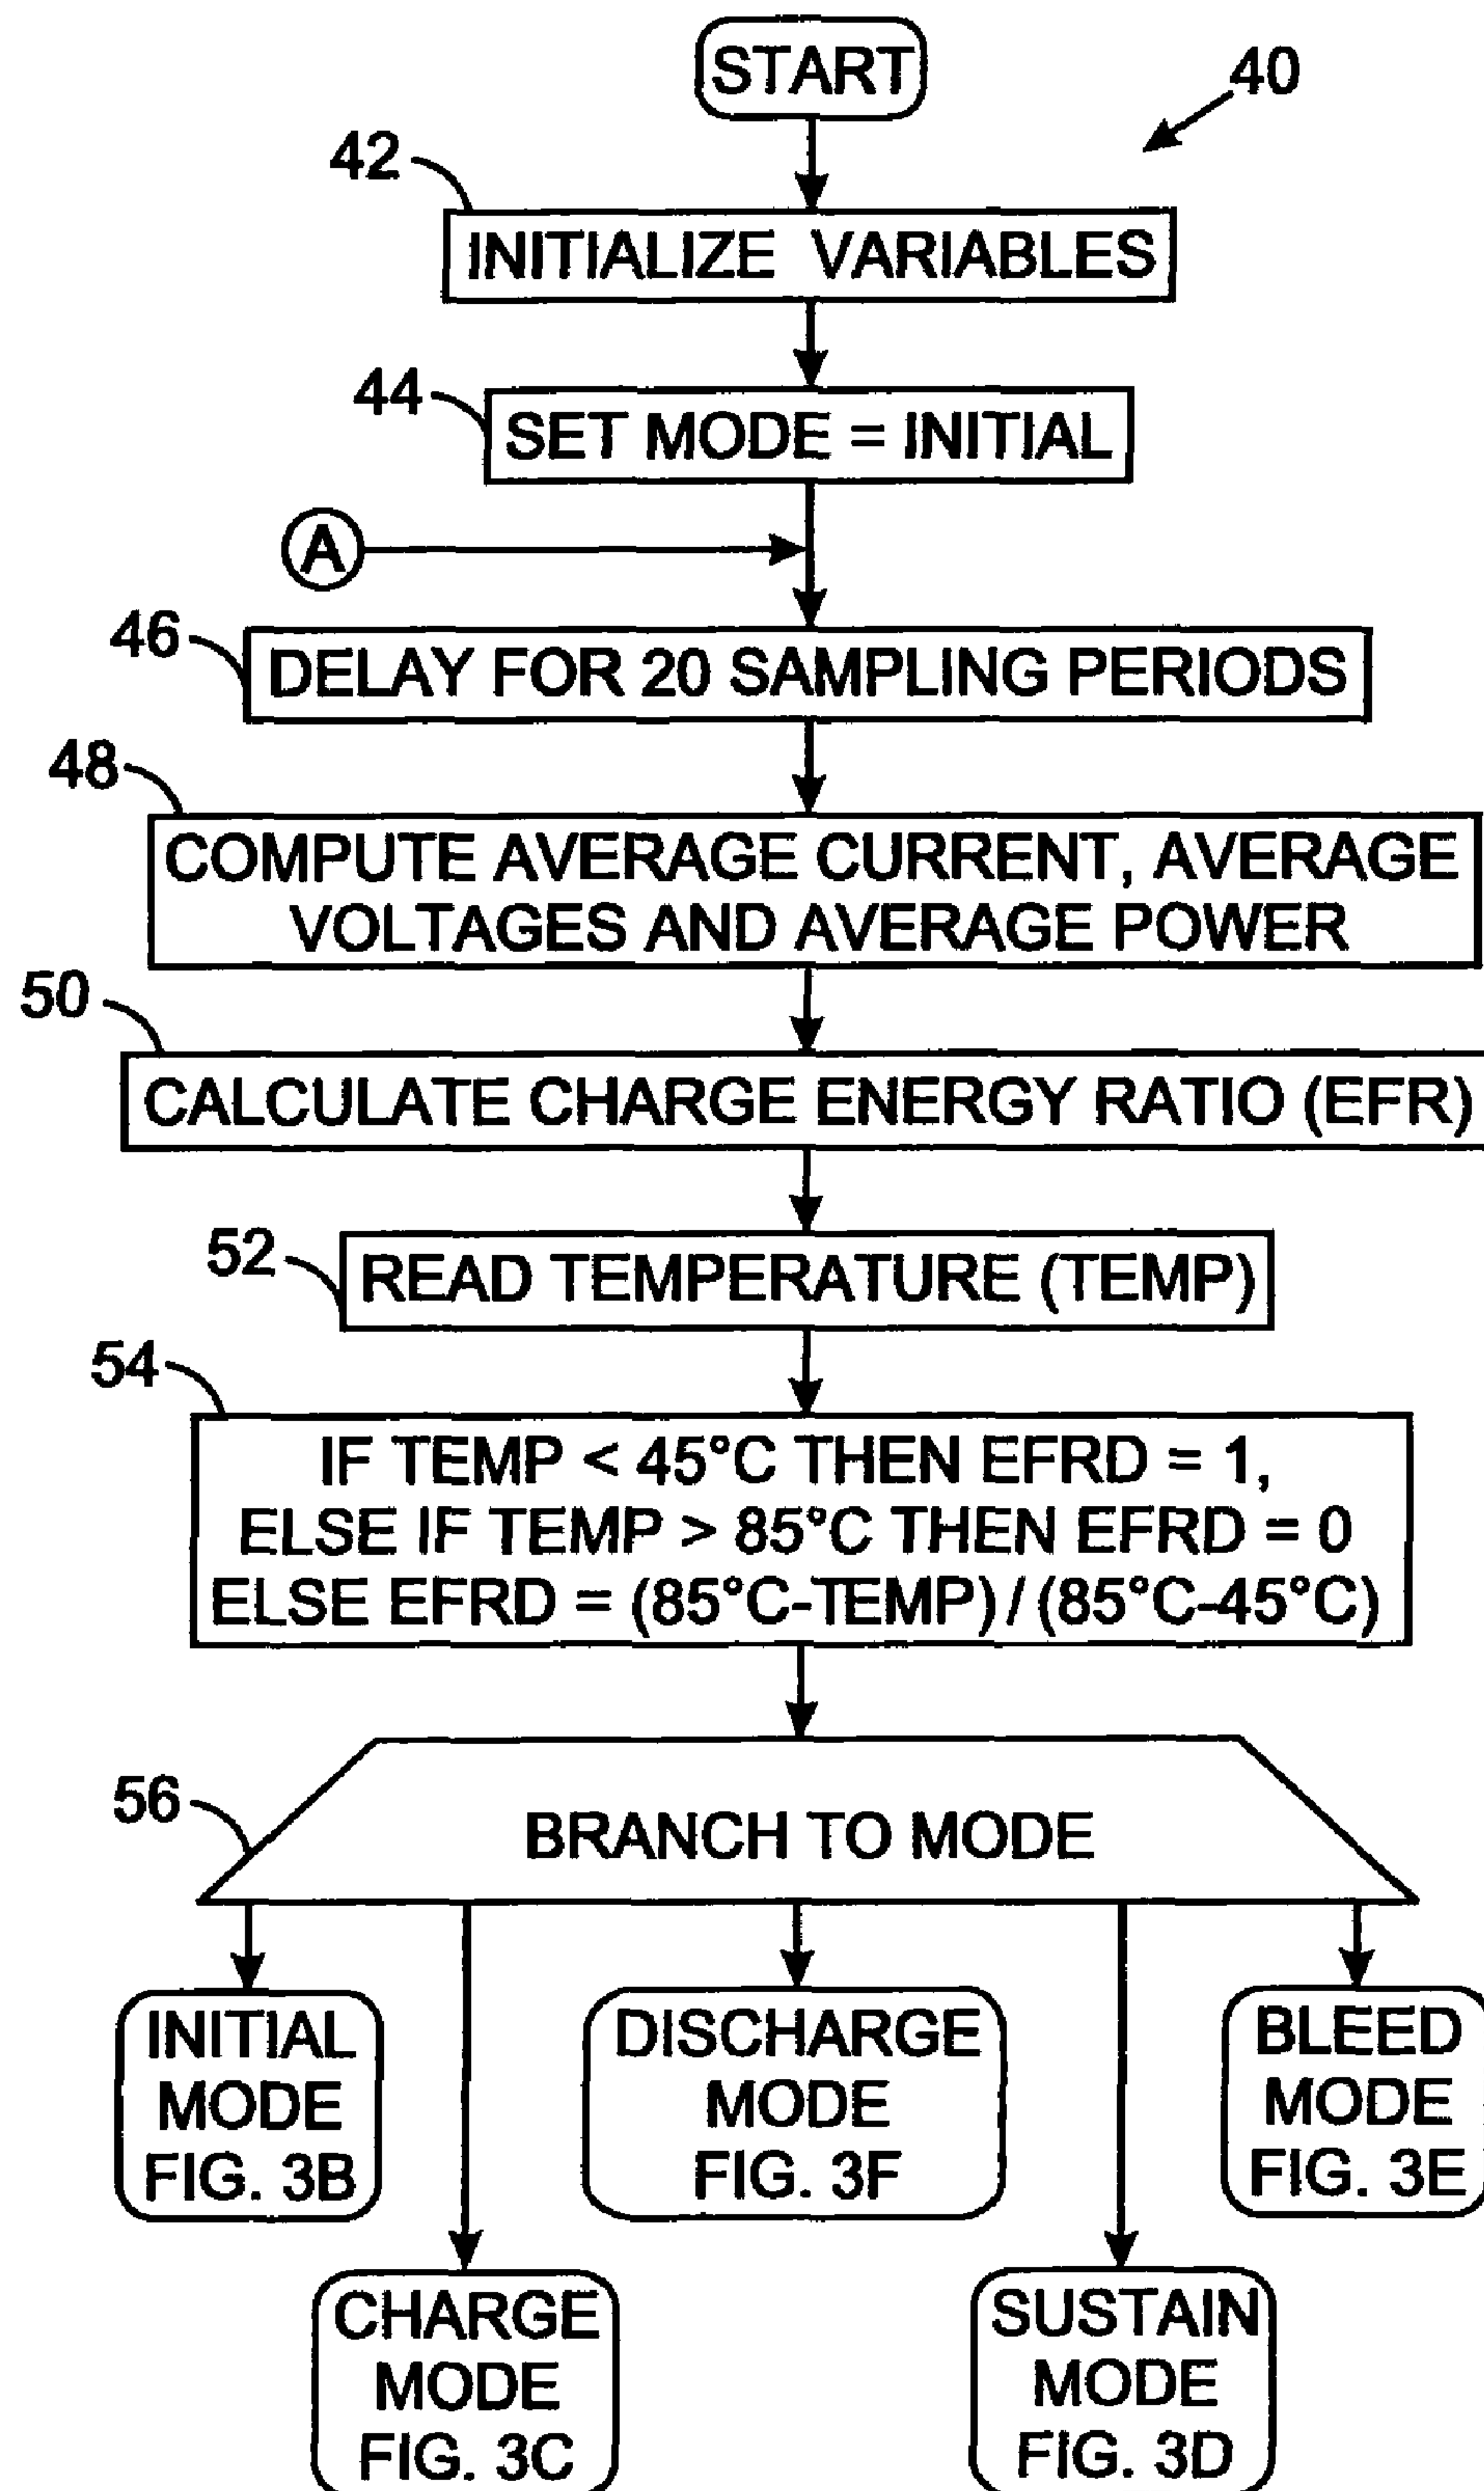 START
40
42
INITIALIZE VARIABLES
44
SET MODE = INITIAL
A
46
DELAY FOR 20 SAMPLING PERIODS
48
COMPUTE AVERAGE CURRENT, AVERAGE
VOLTAGES AND AVERAGE POWER
50
CALCULATE CHARGE ENERGY RATIO (EFR)
52
READ TEMPERATURE (TEMP)
54
IF TEMP < 45°C THEN EFRD = 1,
ELSE IF TEMP > 85°C THEN EFRD = 0
ELSE EFRD = (85°C-TEMP) / (85°C-45°C)
56
BRANCH TO MODE
INITIAL
MODE
FIG. 3B
DISCHARGE
MODE
FIG. 3F
BLEED
MODE
FIG. 3E
CHARGE
MODE
FIG. 3C
SUSTAIN
MODE
FIG. 3D